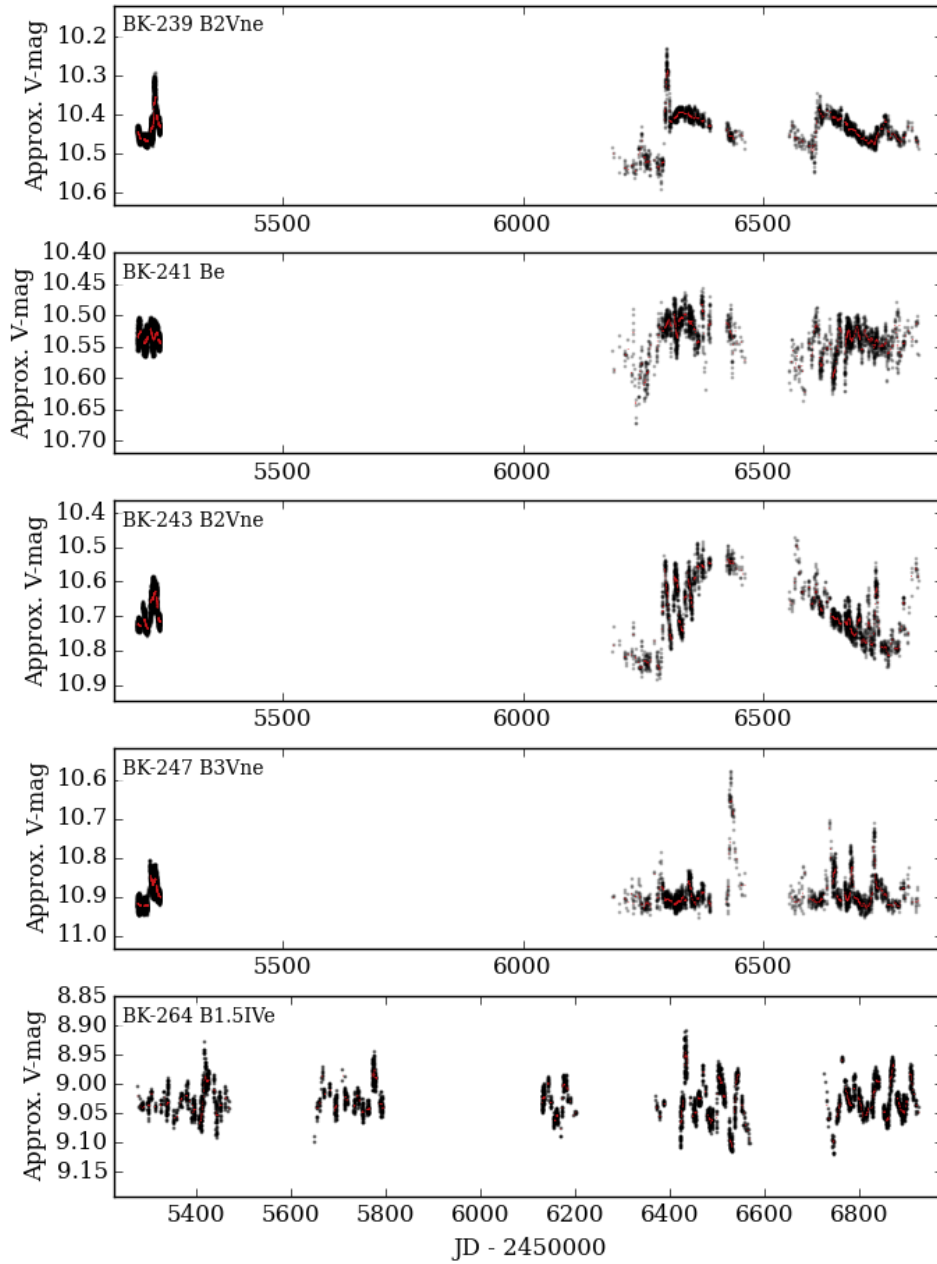 BK-239 B2Vne
Approx. V-mag
10.2
10.3
10.4
10.5
10.6
5500 6000 6500
BK-241 Be
Approx. V-mag
10.40
10.45
10.50
10.55
10.60
10.65
10.70
5500 6000 6500
BK-243 B2Vne
Approx. V-mag
10.4
10.5
10.6
10.7
10.8
10.9
5500 6000 6500
BK-247 B3Vne
Approx. V-mag
10.6
10.7
10.8
10.9
11.0
5500 6000 6500
BK-264 B1.5IVe
Approx. V-mag
8.85
8.90
8.95
9.00
9.05
9.10
9.15
5400 5600 5800 6000 6200 6400 6600 6800
JD - 2450000